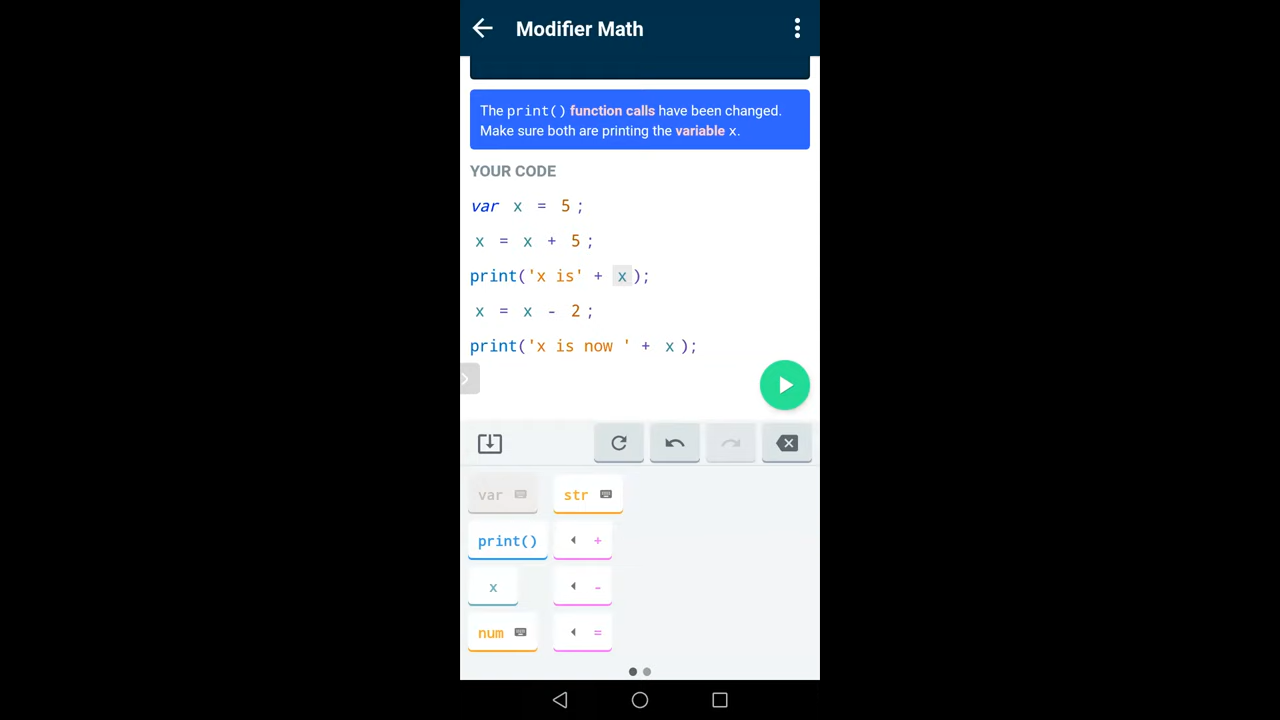 Modifier Math
The print() function calls have been changed.
Make sure both are printing the variable x.
YOUR CODE
var x = 5 ;
x = x + 5 ;
print('x is' + x );
x = x - 2 ;
print('x is now ' + x );
var str
print() +
x -
num =